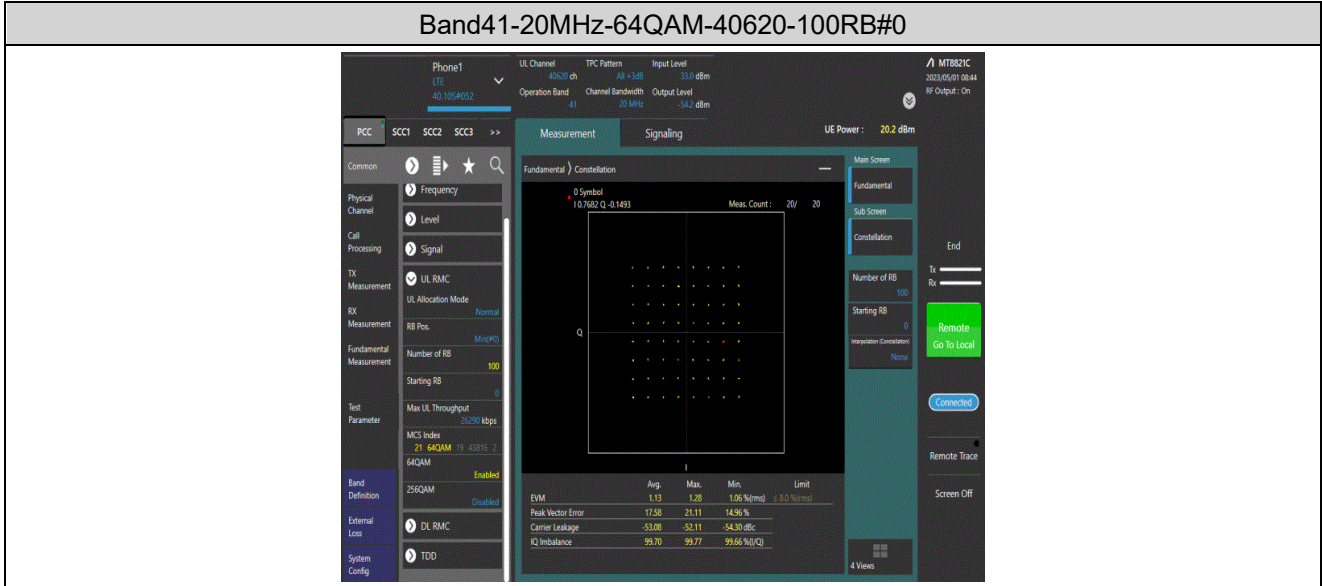 Band41-20MHz-64QAM-40620-100RB#0
Phone1
LTE
40.10S#052
UL Channel TPC Pattern Input Level
40620 ch All +3dB 33.0 dBm
Operation Band Channel Bandwidth Output Level
41 20 MHz -54.2 dBm
MT8821C
2023/05/01 08:44
RF Output : On
PCC SCC1 SCC2 SCC3 >>
Measurement Signaling
UE Power : 20.2 dBm
Common
Physical
Channel
Call
Processing
TX
Measurement
RX
Measurement
Fundamental
Measurement
Test
Parameter
Band
Definition
External
Loss
System
Config
Frequency
Level
Signal
UL RMC
UL Allocation Mode
Normal
RB Pos.
Min(#0)
Number of RB
100
Starting RB
0
Max UL Throughput
26290 kbps
MCS Index
21 64QAM 19 43816 2
64QAM
Enabled
256QAM
Disabled
DL RMC
TDD
Fundamental 〉 Constellation
0 Symbol
I 0.7682 Q -0.1493 Meas. Count : 20/ 20
Q
I
Avg. Max. Min. Limit
EVM 1.13 1.28 1.06 %(rms) ≤ 8.0 %(rms)
Peak Vector Error 17.58 21.11 14.96 %
Carrier Leakage -53.08 -52.11 -54.30 dBc
IQ Imbalance 99.70 99.77 99.66 %(I/Q)
Main Screen
Fundamental
Sub Screen
Constellation
Number of RB
100
Starting RB
0
Interpolation (Constellation)
None
4 Views
End
Tx
Rx
Remote
Go To Local
Connected
Remote Trace
Screen Off